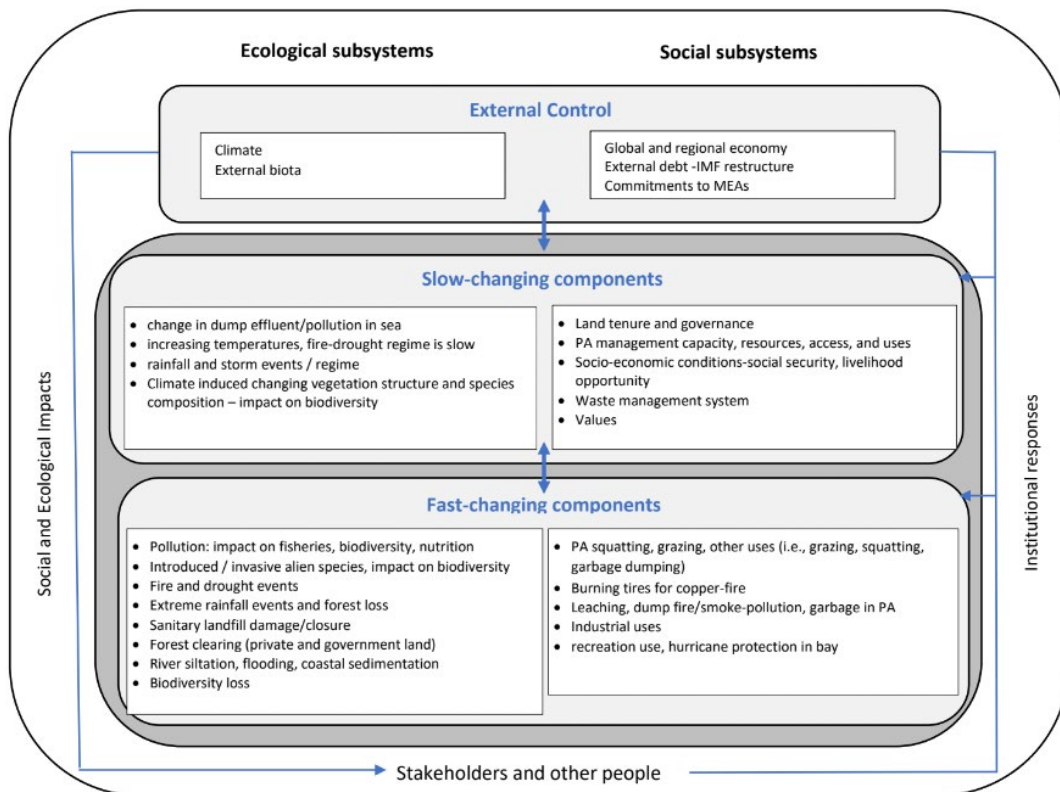 Ecological subsystems
Social subsystems
External Control
Climate
External biota
Global and regional economy
External debt -IMF restructure
Commitments to MEAs
Slow-changing components
• change in dump effluent/pollution in sea
• increasing temperatures, fire-drought regime is slow
• rainfall and storm events / regime
• Climate induced changing vegetation structure and species
composition – impact on biodiversity
• Land tenure and governance
• PA management capacity, resources, access, and uses
• Socio-economic conditions-social security, livelihood
opportunity
• Waste management system
• Values
Fast-changing components
• Pollution: impact on fisheries, biodiversity, nutrition
• Introduced / invasive alien species, impact on biodiversity
• Fire and drought events
• Extreme rainfall events and forest loss
• Sanitary landfill damage/closure
• Forest clearing (private and government land)
• River siltation, flooding, coastal sedimentation
• Biodiversity loss
• PA squatting, grazing, other uses (i.e., grazing, squatting,
garbage dumping)
• Burning tires for copper-fire
• Leaching, dump fire/smoke-pollution, garbage in PA
• Industrial uses
• recreation use, hurricane protection in bay
Social and Ecological Impacts
Institutional responses
Stakeholders and other people